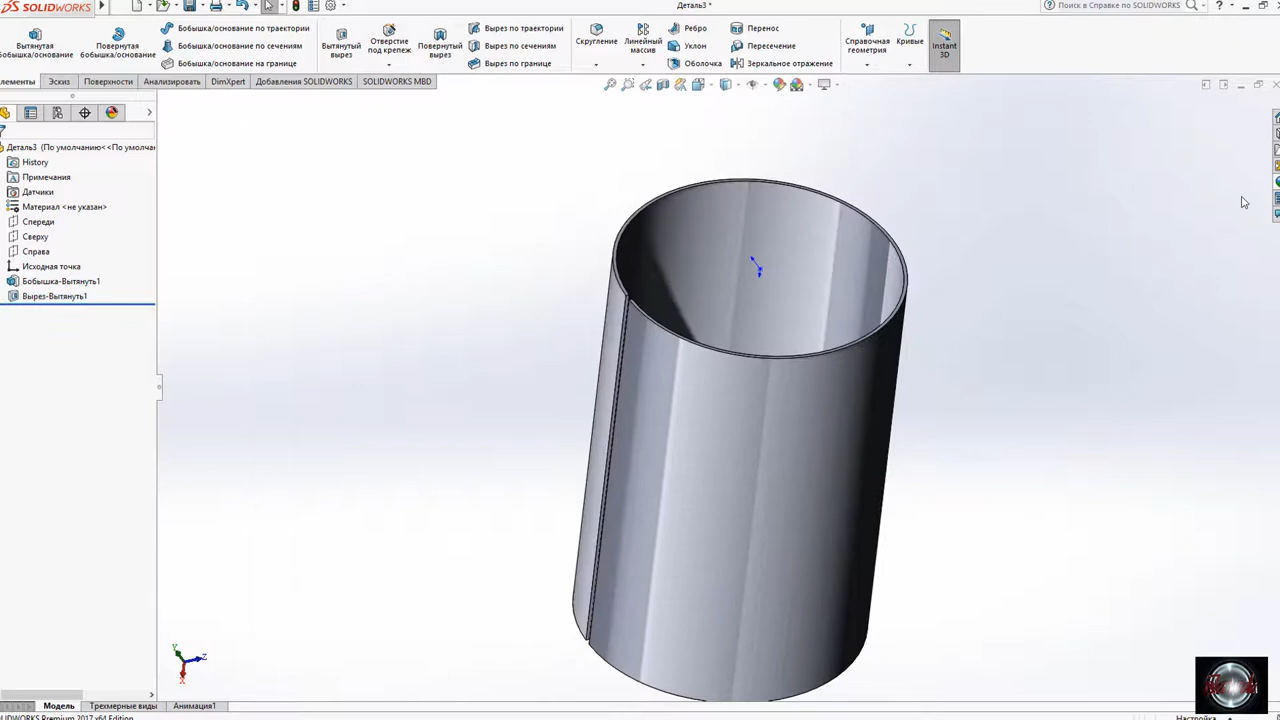 SOLIDWORKS
Деталь3 *
Поиск в Справке по SOLIDWORKS
Вытянутая бобышка/основание
Повернутая бобышка/основание
Бобышка/основание по траектории
Бобышка/основание по сечениям
Бобышка/основание на границе
Вытянутый вырез
Отверстие под крепеж
Повернутый вырез
Вырез по траектории
Вырез по сечениям
Вырез по границе
Скругление
Линейный массив
Ребро
Уклон
Оболочка
Перенос
Пересечение
Зеркальное отражение
Справочная геометрия
Кривые
Instant 3D
лементы
Эскиз
Поверхности
Анализировать
DimXpert
Добавления SOLIDWORKS
SOLIDWORKS MBD
Деталь3 (По умолчанию<<По умолчан
History
Примечания
Датчики
Материал <не указан>
Спереди
Сверху
Справа
Исходная точка
Бобышка-Вытянуть1
Вырез-Вытянуть1
Y
Z
X
Модель
Трехмерные виды
Анимация1
SOLIDWORKS Premium 2017 x64 Edition
Настройка